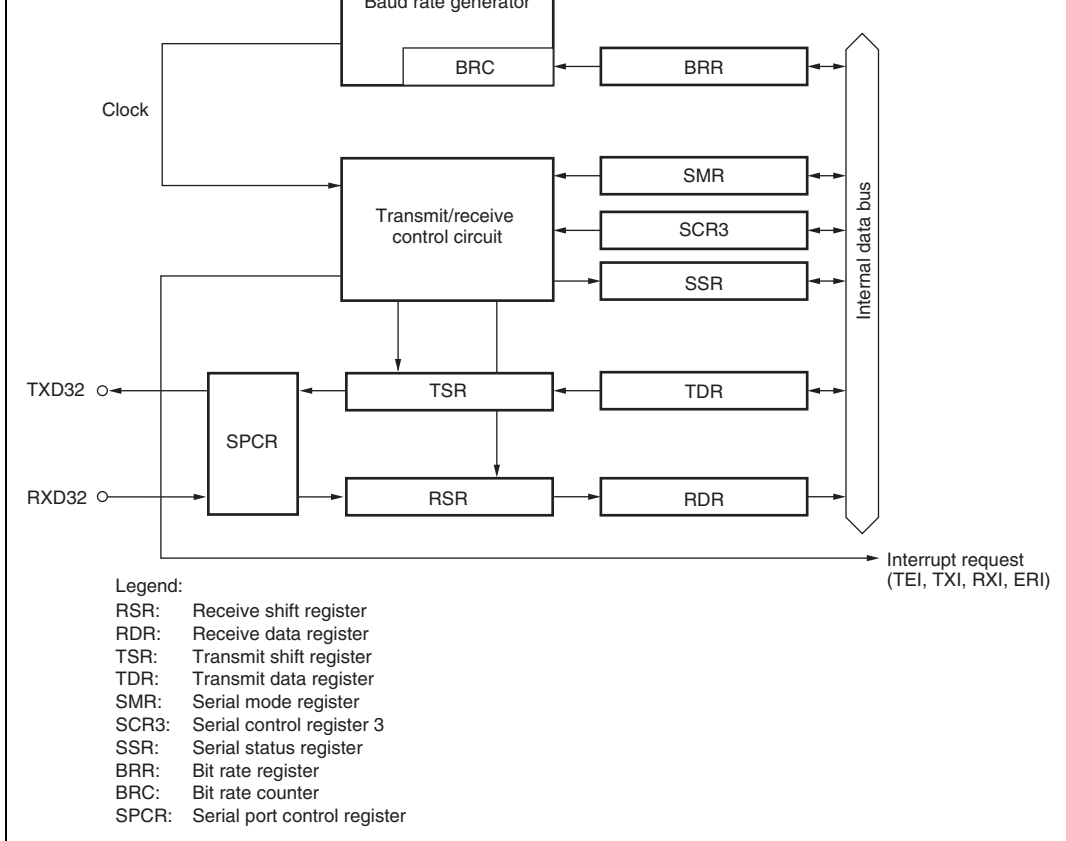 Baud rate generator
BRC
BRR
Clock
SMR
Transmit/receive
control circuit
SCR3
SSR
Internal data bus
TXD32
TSR
TDR
SPCR
RXD32
RSR
RDR
Interrupt request
(TEI, TXI, RXI, ERI)
Legend:
RSR: Receive shift register
RDR: Receive data register
TSR: Transmit shift register
TDR: Transmit data register
SMR: Serial mode register
SCR3: Serial control register 3
SSR: Serial status register
BRR: Bit rate register
BRC: Bit rate counter
SPCR: Serial port control register